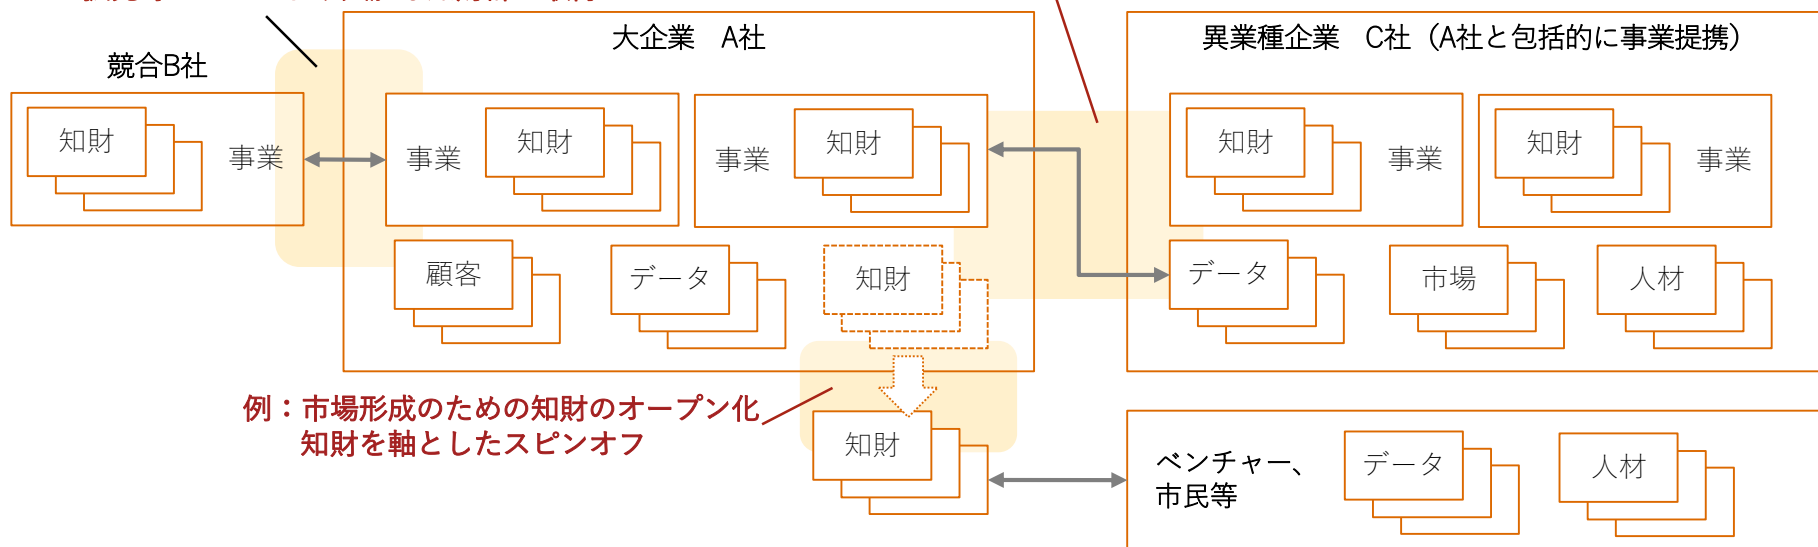 大企業 A社
異業種企業 C社（A社と包括的に事業提携）
競合B社
知財
事業
事業
知財
事業
知財
知財
事業
知財
事業
顧客
データ
知財
データ
市場
人材
例：市場形成のための知財のオープン化
知財を軸としたスピンオフ
知財
ベンチャー、
市民等
データ
人材